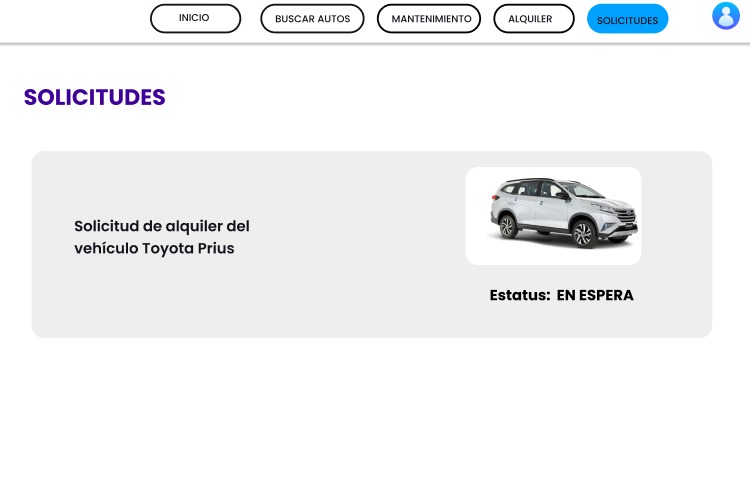 INICIO
BUSCAR AUTOS
MANTENIMIENTO
ALQUILER
SOLICITUDES
SOLICITUDES
Solicitud de alquiler del
vehículo Toyota Prius
Estatus: EN ESPERA